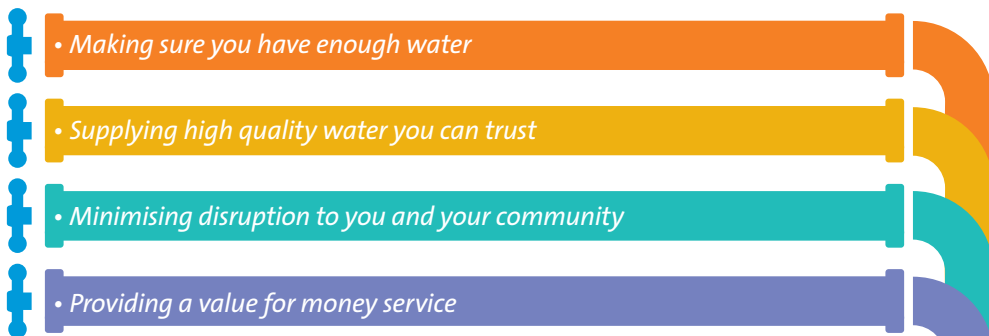 • Making sure you have enough water
• Supplying high quality water you can trust
• Minimising disruption to you and your community
• Providing a value for money service